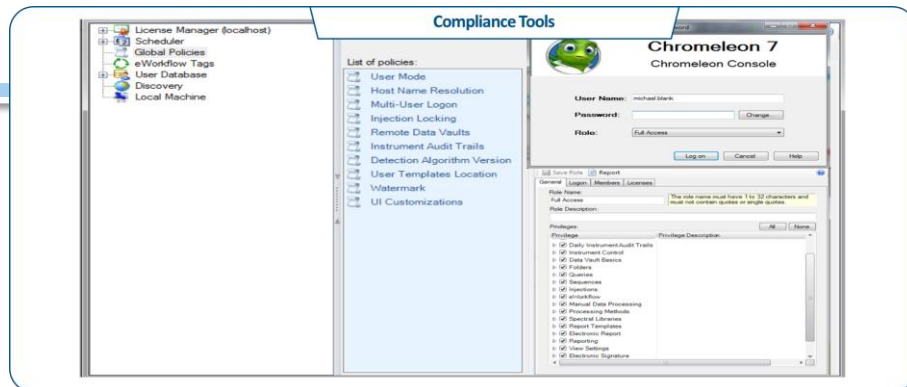 Compliance Tools
License Manager (localhost)
Scheduler
Global Policies
eWorkflow Tags
User Database
Discovery
Local Machine
List of policies:
User Mode
Host Name Resolution
Multi-User Logon
Injection Locking
Remote Data Vaults
Instrument Audit Trails
Detection Algorithm Version
User Templates Location
Watermark
UI Customizations
Chromeleon 7
Chromeleon Console
User Name: michael.blank
Password: Change...
Role: Full Access
Log on Cancel Help
Save Role Report
General Logon Members Licenses
Role Name:
Full Access
The role name must have 1 to 32 characters and
must not contain quotes or single quotes.
Role Description:
Privileges: All None
Privilege Privilege Description
Daily Instrument Audit Trails
Instrument Control
Data Vault Basics
Folders
Queries
Sequences
Injections
eWorkflow
Manual Data Processing
Processing Methods
Spectral Libraries
Report Templates
Electronic Report
Reporting
View Settings
Electronic Signature